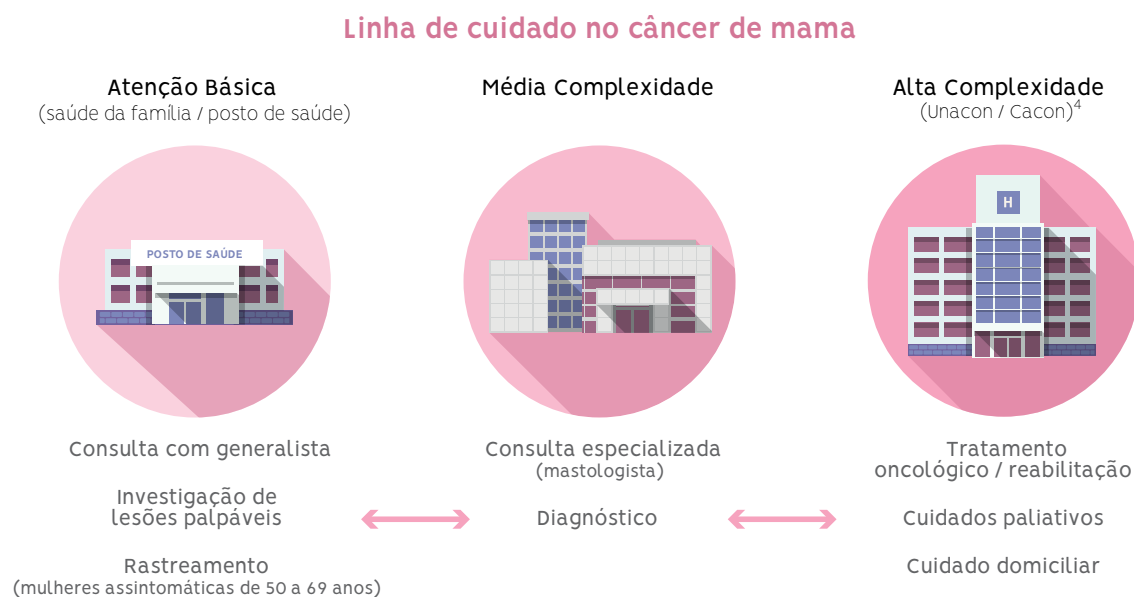 Linha de cuidado no câncer de mama
Atenção Básica
(saúde da família / posto de saúde)
POSTO DE SAÚDE
Consulta com generalista
Investigação de
lesões palpáveis
Rastreamento
(mulheres assintomáticas de 50 a 69 anos)
Média Complexidade
Consulta especializada
(mastologista)
Diagnóstico
Alta Complexidade
(Unacon / Cacon)⁴
H
Tratamento
oncológico / reabilitação
Cuidados paliativos
Cuidado domiciliar